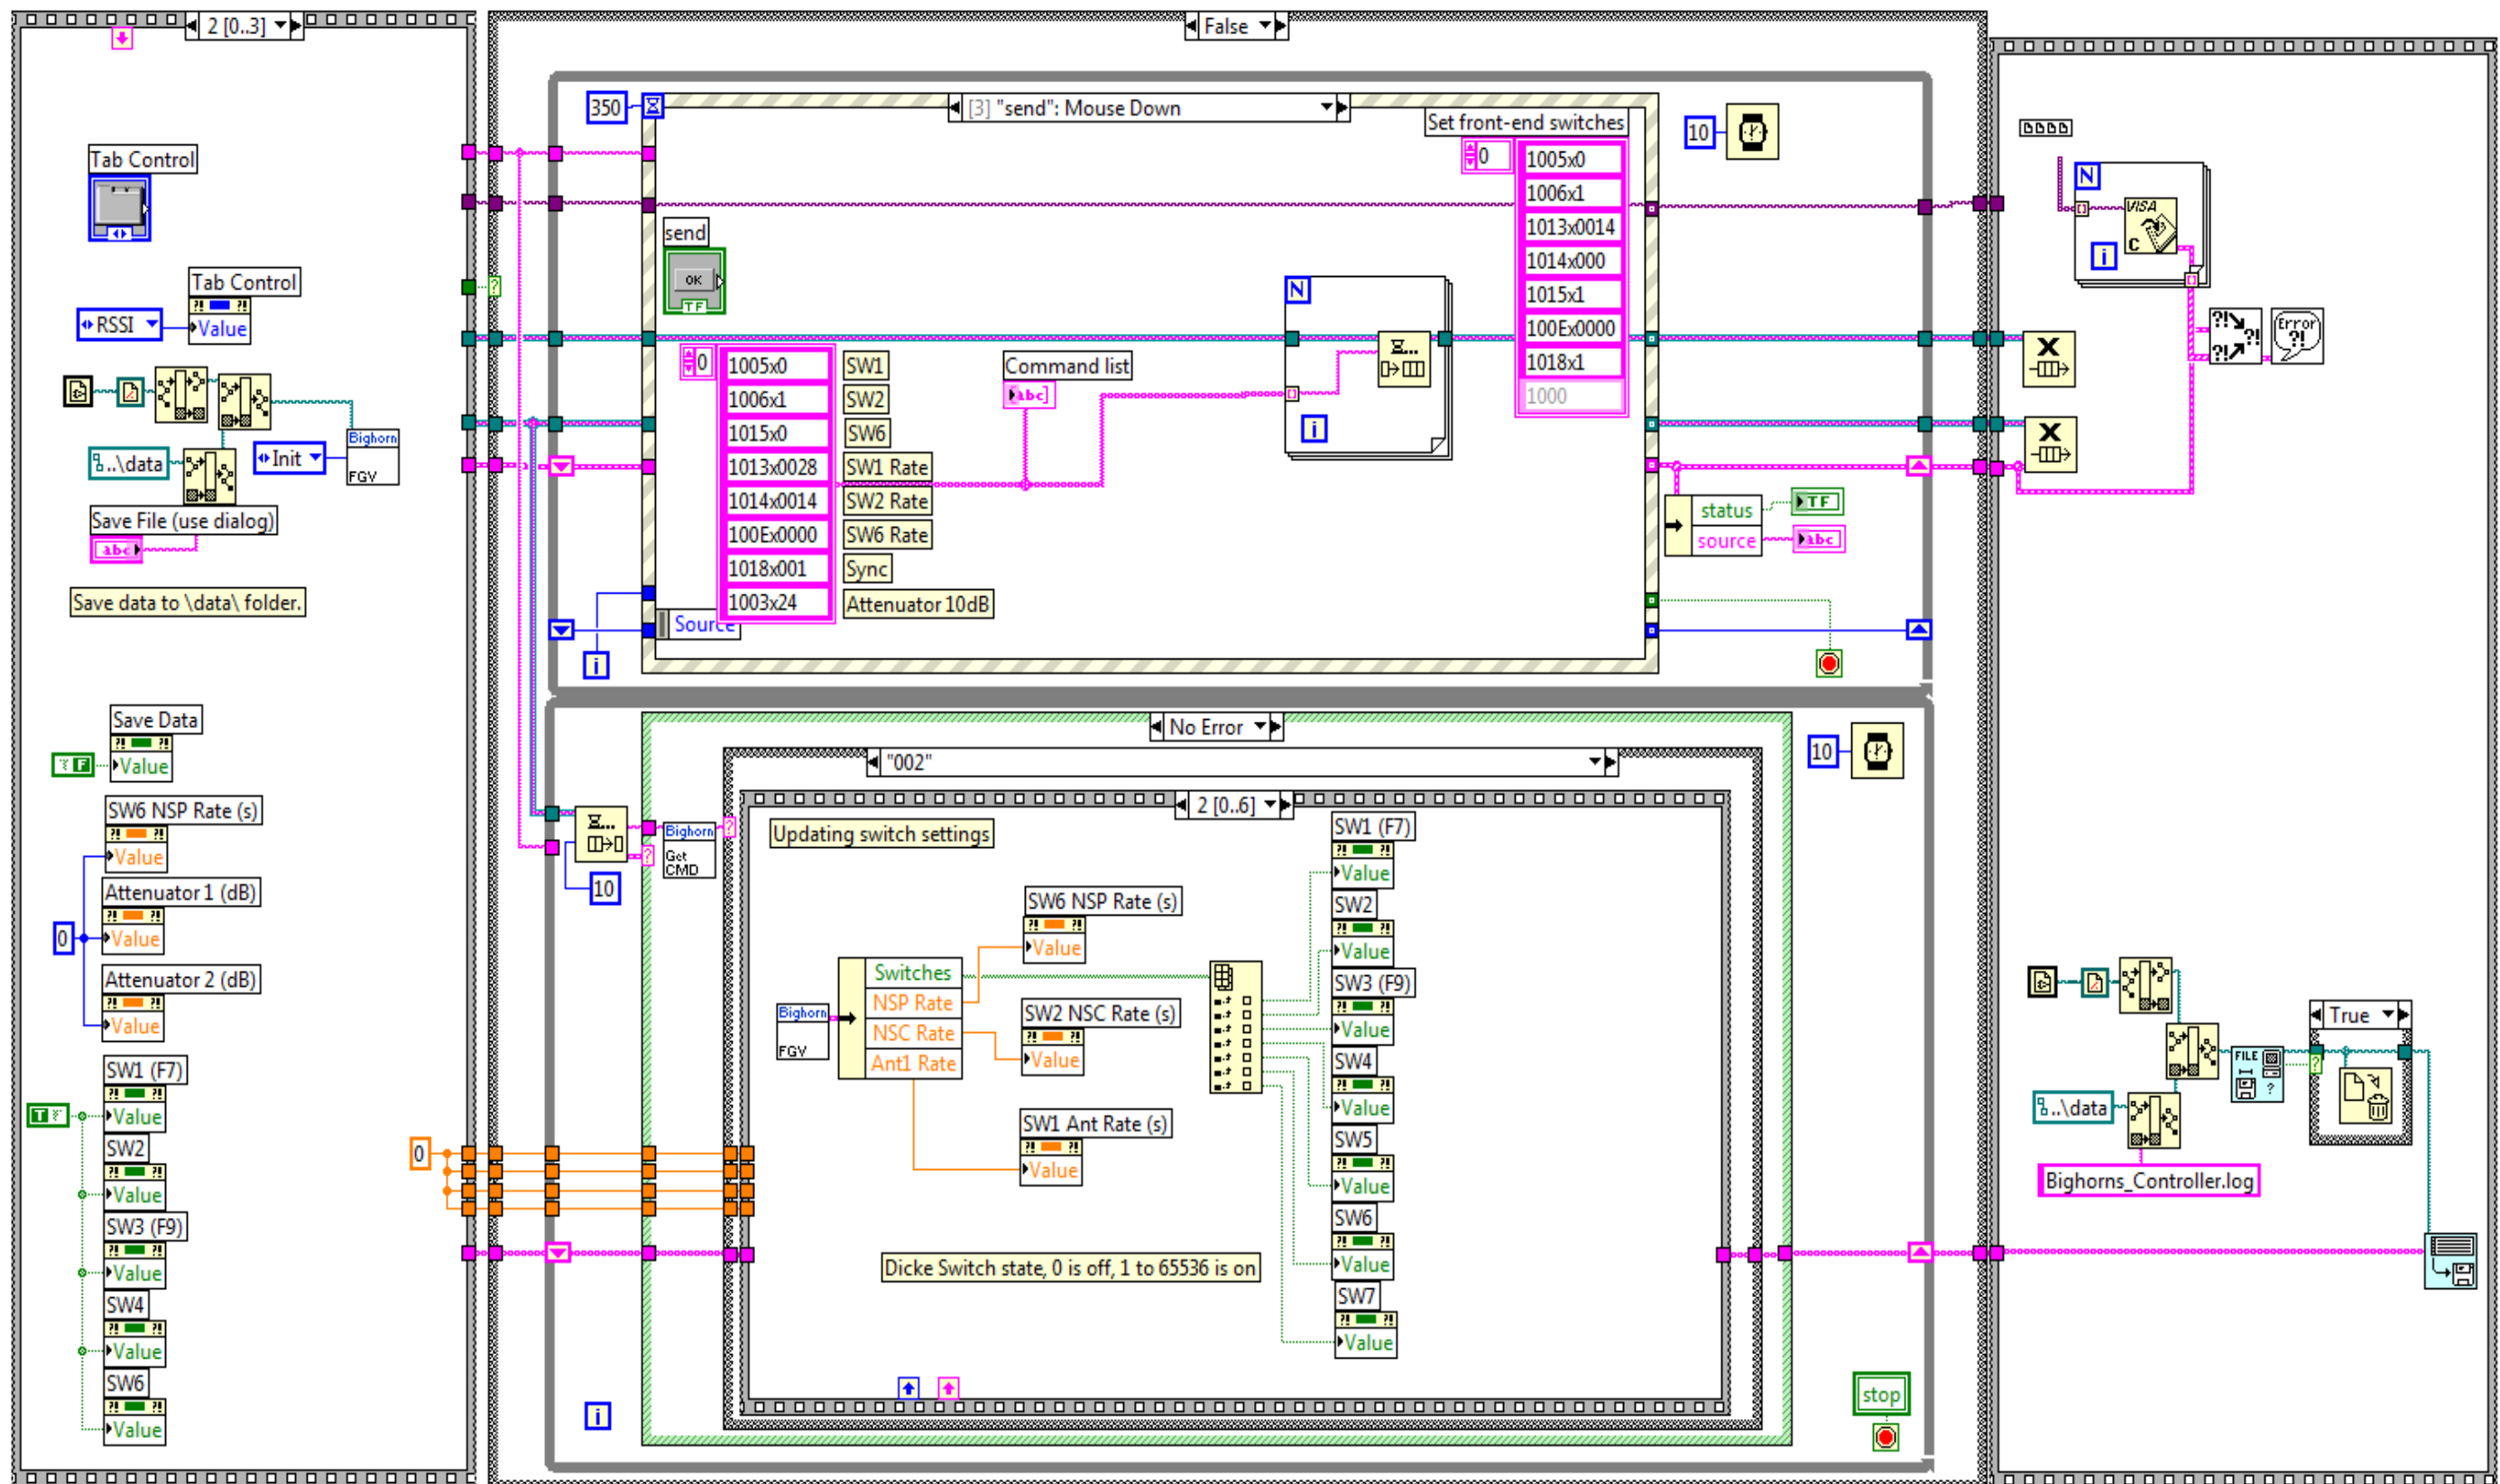 2 [0..3]
Tab Control
Tab Control
RSSI
Value
..\data
Init
Bighorn
FGV
Save File (use dialog)
abc
Save data to \data\ folder.
Save Data
F
Value
SW6 NSP Rate (s)
Value
Attenuator 1 (dB)
0
Value
Attenuator 2 (dB)
Value
SW1 (F7)
T
Value
SW2
Value
SW3 (F9)
Value
SW4
Value
SW6
Value
0
False
350
[3] "send": Mouse Down
Set front-end switches
10
0
1005x0
1006x1
1013x0014
1014x000
1015x1
100Ex0000
1018x1
1000
send
OK
TF
0
1005x0 SW1
1006x1 SW2
1015x0 SW6
1013x0028 SW1 Rate
1014x0014 SW2 Rate
100Ex0000 SW6 Rate
1018x001 Sync
1003x24 Attenuator 10dB
Source
i
Command list
abc
N
i
status
TF
source
abc
No Error
10
"002"
2 [0..6]
Updating switch settings
Bighorn
Get
CMD
10
SW6 NSP Rate (s)
Value
Bighorn
FGV
Switches
NSP Rate
NSC Rate
Ant1 Rate
SW2 NSC Rate (s)
Value
SW1 Ant Rate (s)
Value
SW1 (F7)
Value
SW2
Value
SW3 (F9)
Value
SW4
Value
SW5
Value
SW6
Value
SW7
Value
Dicke Switch state, 0 is off, 1 to 65536 is on
i
stop
N
VISA
C
i
Error
?!
True
FILE
?
..\data
Bighorns_Controller.log